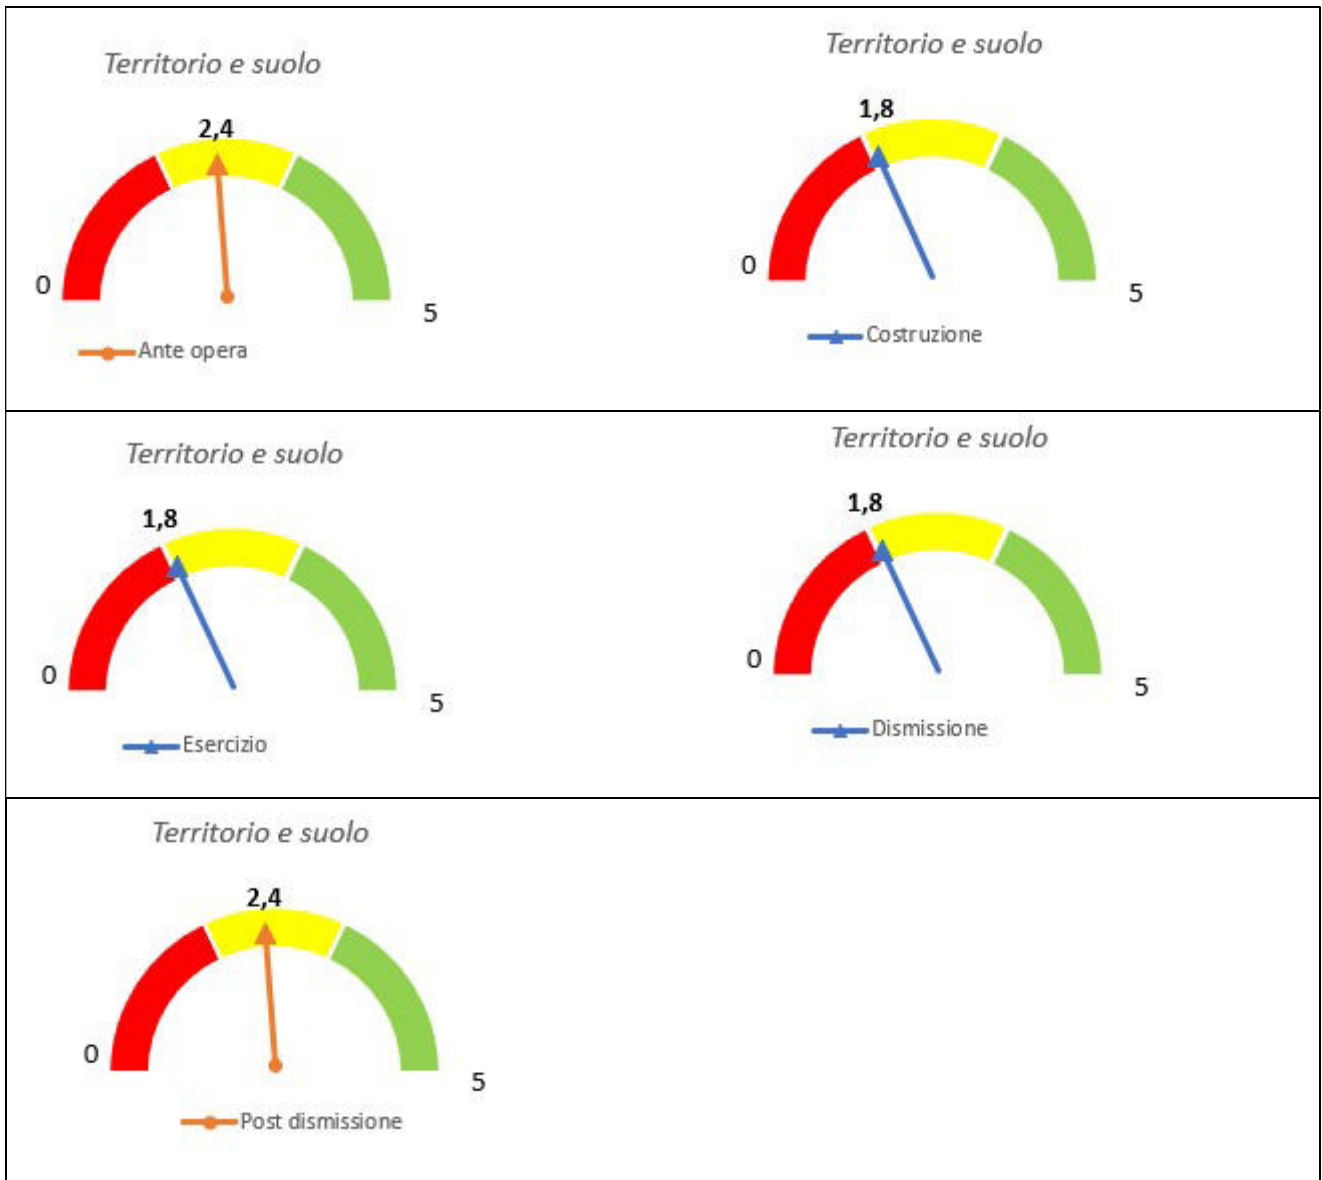 Territorio e suolo
2,4
0
5
Ante opera
Territorio e suolo
1,8
0
5
Costruzione
Territorio e suolo
1,8
0
5
Esercizio
Territorio e suolo
1,8
0
5
Dismissione
Territorio e suolo
2,4
0
5
Post dismissione